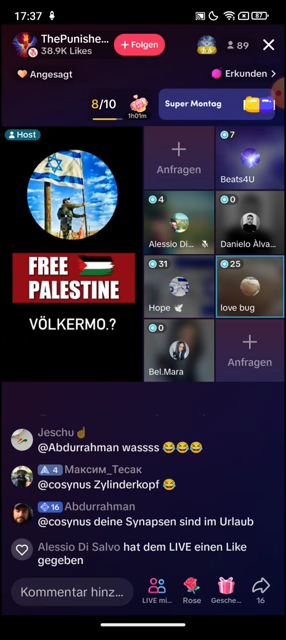 17:37
87
ThePunishe...
38.9K Likes
+ Folgen
89
Angesagt
Erkunden >
8/10
1h01m
Super Montag
Host
FREE
PALESTINE
VÖLKERMO.?
Anfragen
7
Beats4U
4
Alessio Di...
0
Danielo Àlva...
31
Hope 🕊
25
love bug
0
Bel.Mara
Anfragen
Jeschu☝
@Abdurrahman wassss 😂😂😂
4 Максим_Тесак
@cosynus Zylinderkopf 😂
16 Abdurrahman
@cosynus deine Synapsen sind im Urlaub
Alessio Di Salvo hat dem LIVE einen Like
gegeben
Kommentar hinz...
LIVE mi...
Rose
Gesche...
16